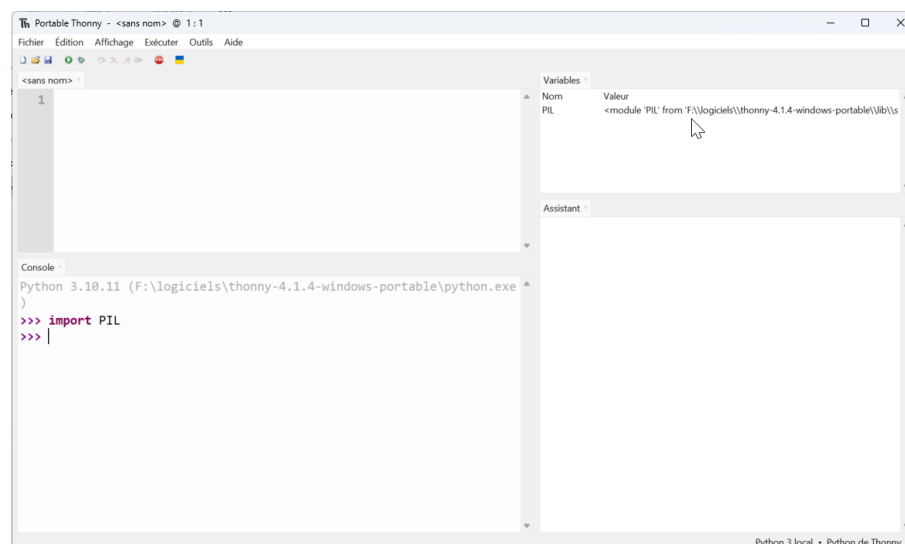 Portable Thonny - <sans nom> @ 1 : 1
Fichier Édition Affichage Exécuter Outils Aide
<sans nom>
1
Variables
Nom Valeur
PIL <module 'PIL' from 'F:\\logiciels\\thonny-4.1.4-windows-portable\\lib\\s
Assistant
Console
Python 3.10.11 (F:\logiciels\thonny-4.1.4-windows-portable\python.exe
)
>>> import PIL
>>>
Python 3 local • Python de Thonny